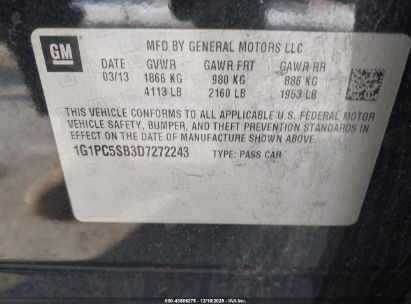 GM
MFD BY GENERAL MOTORS LLC
DATE GVWR GAWR FRT GAWR RR
03/13 1866 KG 980 KG 886 KG
4113 LB 2160 LB 1953 LB
THIS VEHICLE CONFORMS TO ALL APPLICABLE U.S. FEDERAL MOTOR
VEHICLE SAFETY, BUMPER, AND THEFT PREVENTION STANDARDS IN
EFFECT ON THE DATE OF MANUFACTURE SHOWN ABOVE.
1G1PC5SB3D7272243 TYPE: PASS CAR